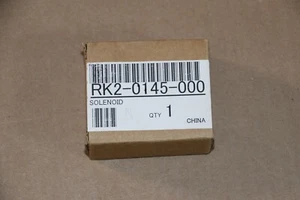 RK2-0145-000
SOLENOID
QTY 1
CHINA